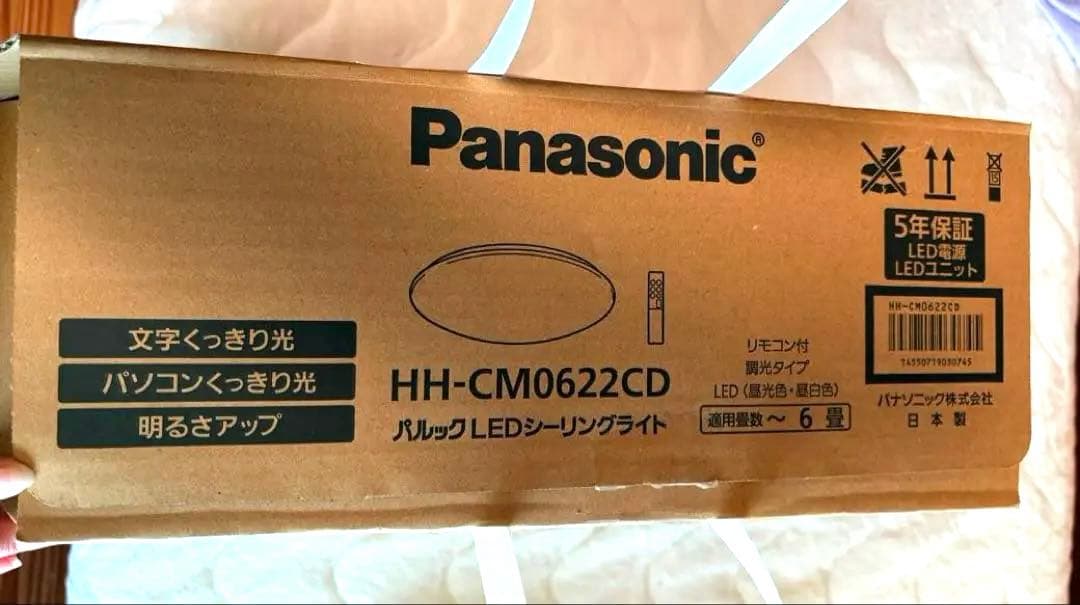 Panasonic®
15
5年保証
LED電源
LEDユニット
HH-CM0622CD
T4550779030745
パナソニック株式会社
日本製
文字くっきり光
パソコンくっきり光
明るさアップ
HH-CM0622CD
パルックLEDシーリングライト
リモコン付
調光タイプ
LED(昼光色・昼白色)
適用畳数〜6畳